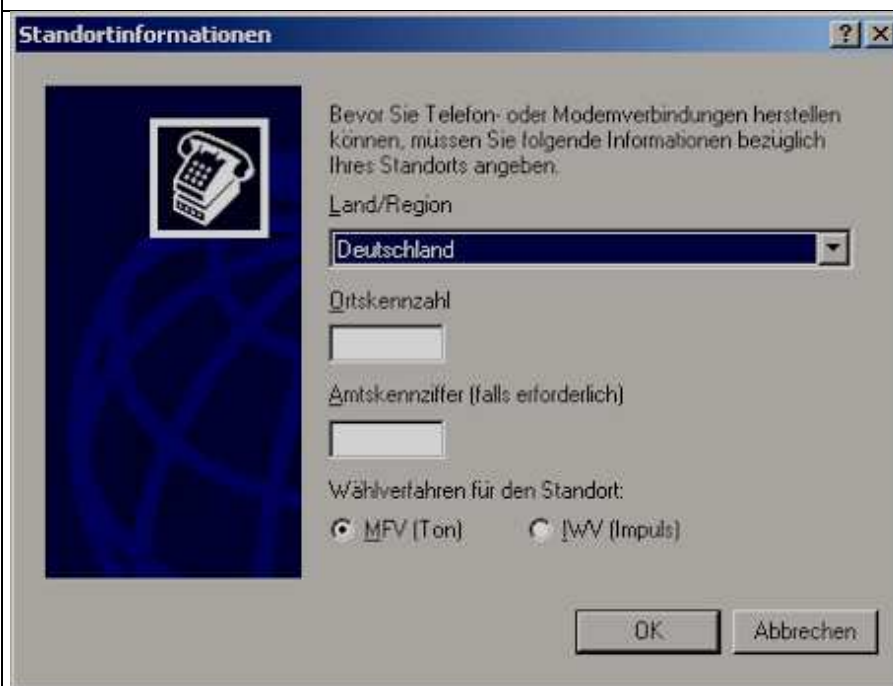 Standortinformationen
Bevor Sie Telefon- oder Modemverbindungen herstellen
können, müssen Sie folgende Informationen bezüglich
Ihres Standorts angeben.
Land/Region
Deutschland
Ortskennzahl
Amtskennziffer (falls erforderlich)
Wählverfahren für den Standort:
MFV (Ton) IWV (Impuls)
OK Abbrechen